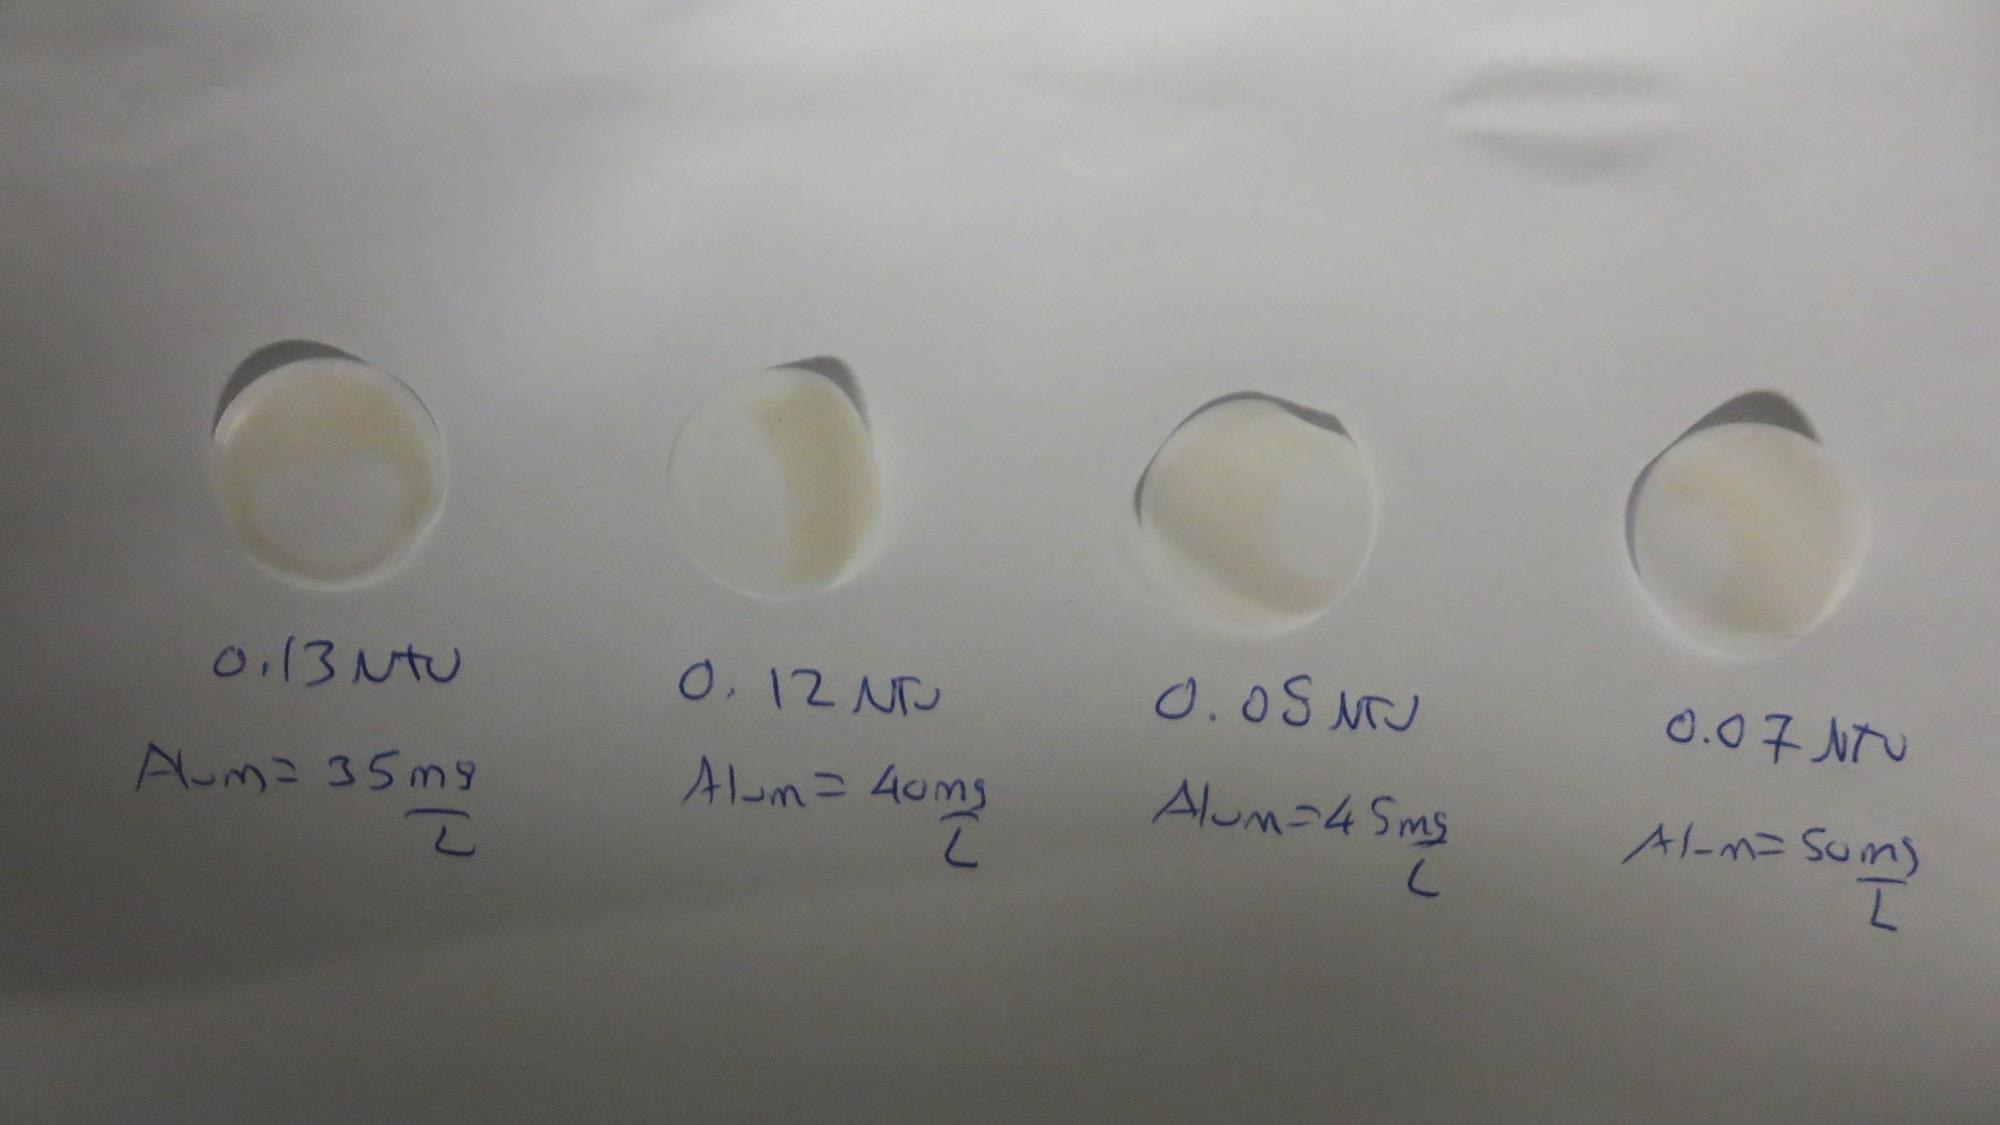 0.13 NTU
Alum = 35 mg/L
0.12 NTU
Alum = 40 mg/L
0.05 NTU
Alum = 45 mg/L
0.07 NTU
Alum = 50 mg/L